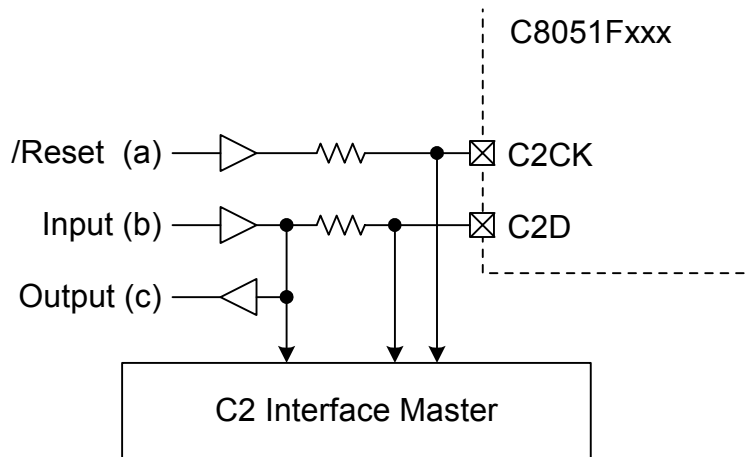 C8051Fxxx
/Reset (a)
C2CK
Input (b)
C2D
Output (c)
C2 Interface Master